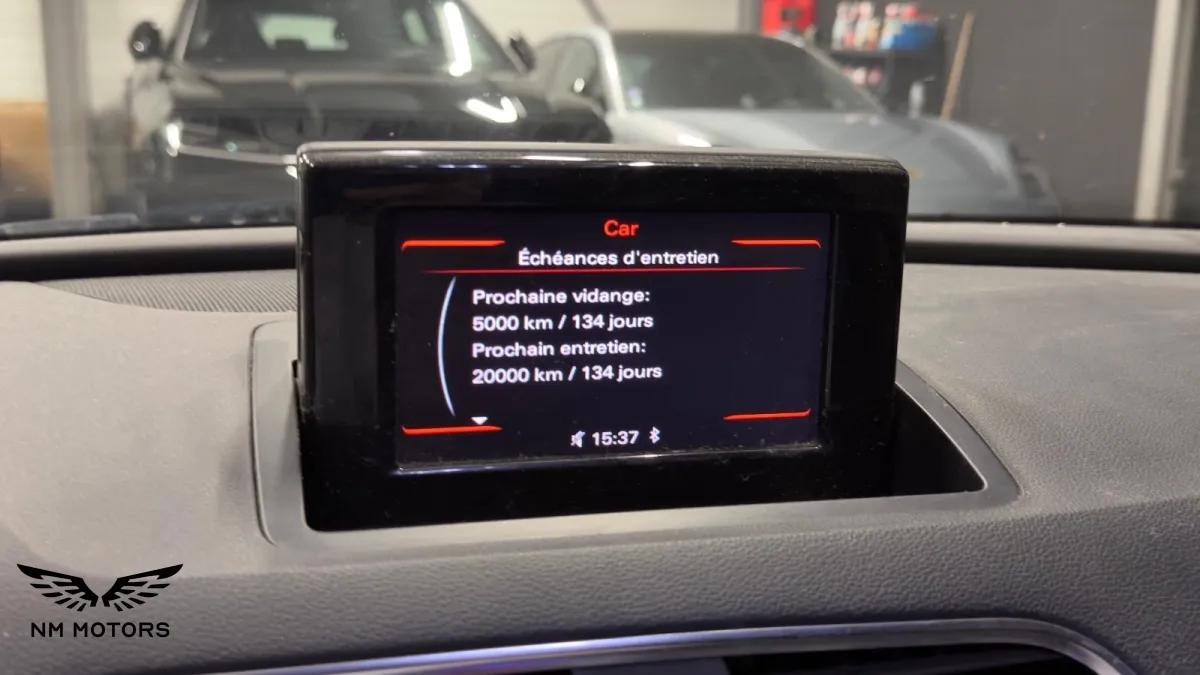 Car
Échéances d'entretien
Prochaine vidange:
5000 km / 134 jours
Prochain entretien:
20000 km / 134 jours
15:37
NM MOTORS